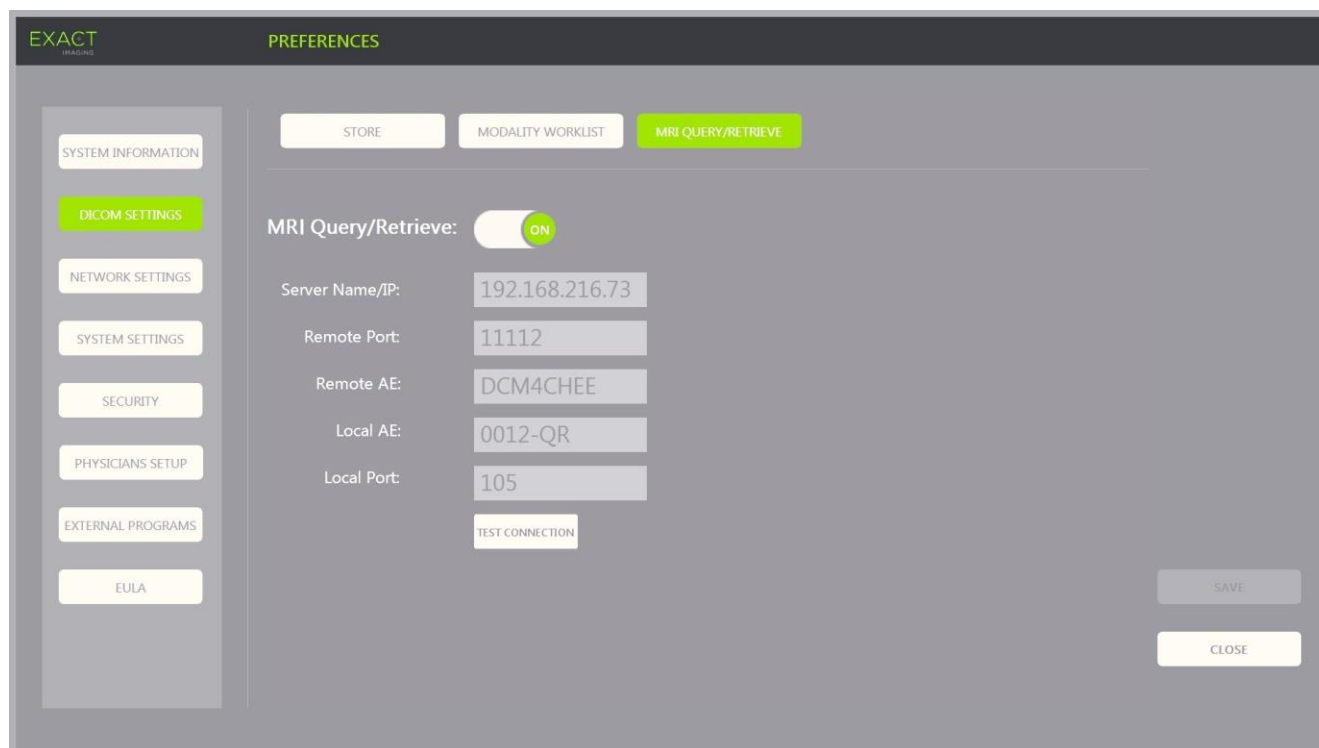 EXACT
IMAGING
PREFERENCES
SYSTEM INFORMATION
DICOM SETTINGS
NETWORK SETTINGS
SYSTEM SETTINGS
SECURITY
PHYSICIANS SETUP
EXTERNAL PROGRAMS
EULA
STORE
MODALITY WORKLIST
MRI QUERY/RETRIEVE
MRI Query/Retrieve: ON
Server Name/IP: 192.168.216.73
Remote Port: 11112
Remote AE: DCM4CHEE
Local AE: 0012-QR
Local Port: 105
TEST CONNECTION
SAVE
CLOSE